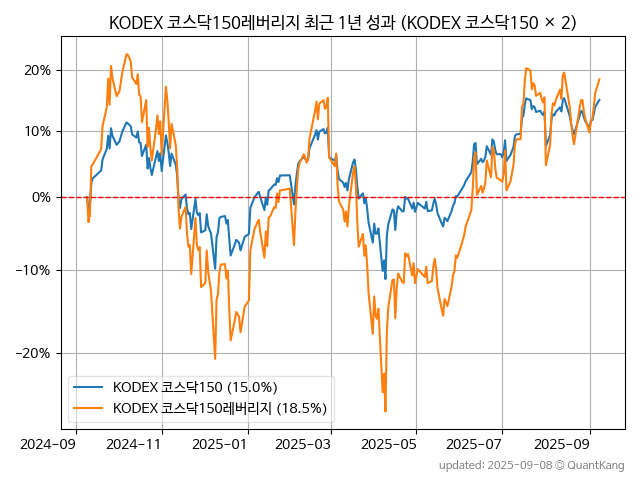 KODEX 코스닥150레버리지 최근 1년 성과 (KODEX 코스닥150 × 2)
20%
10%
0%
−10%
−20%
KODEX 코스닥150 (15.0%)
KODEX 코스닥150레버리지 (18.5%)
2024−09 2024−11 2025−01 2025−03 2025−05 2025−07 2025−09
updated: 2025-09-08 © QuantKang